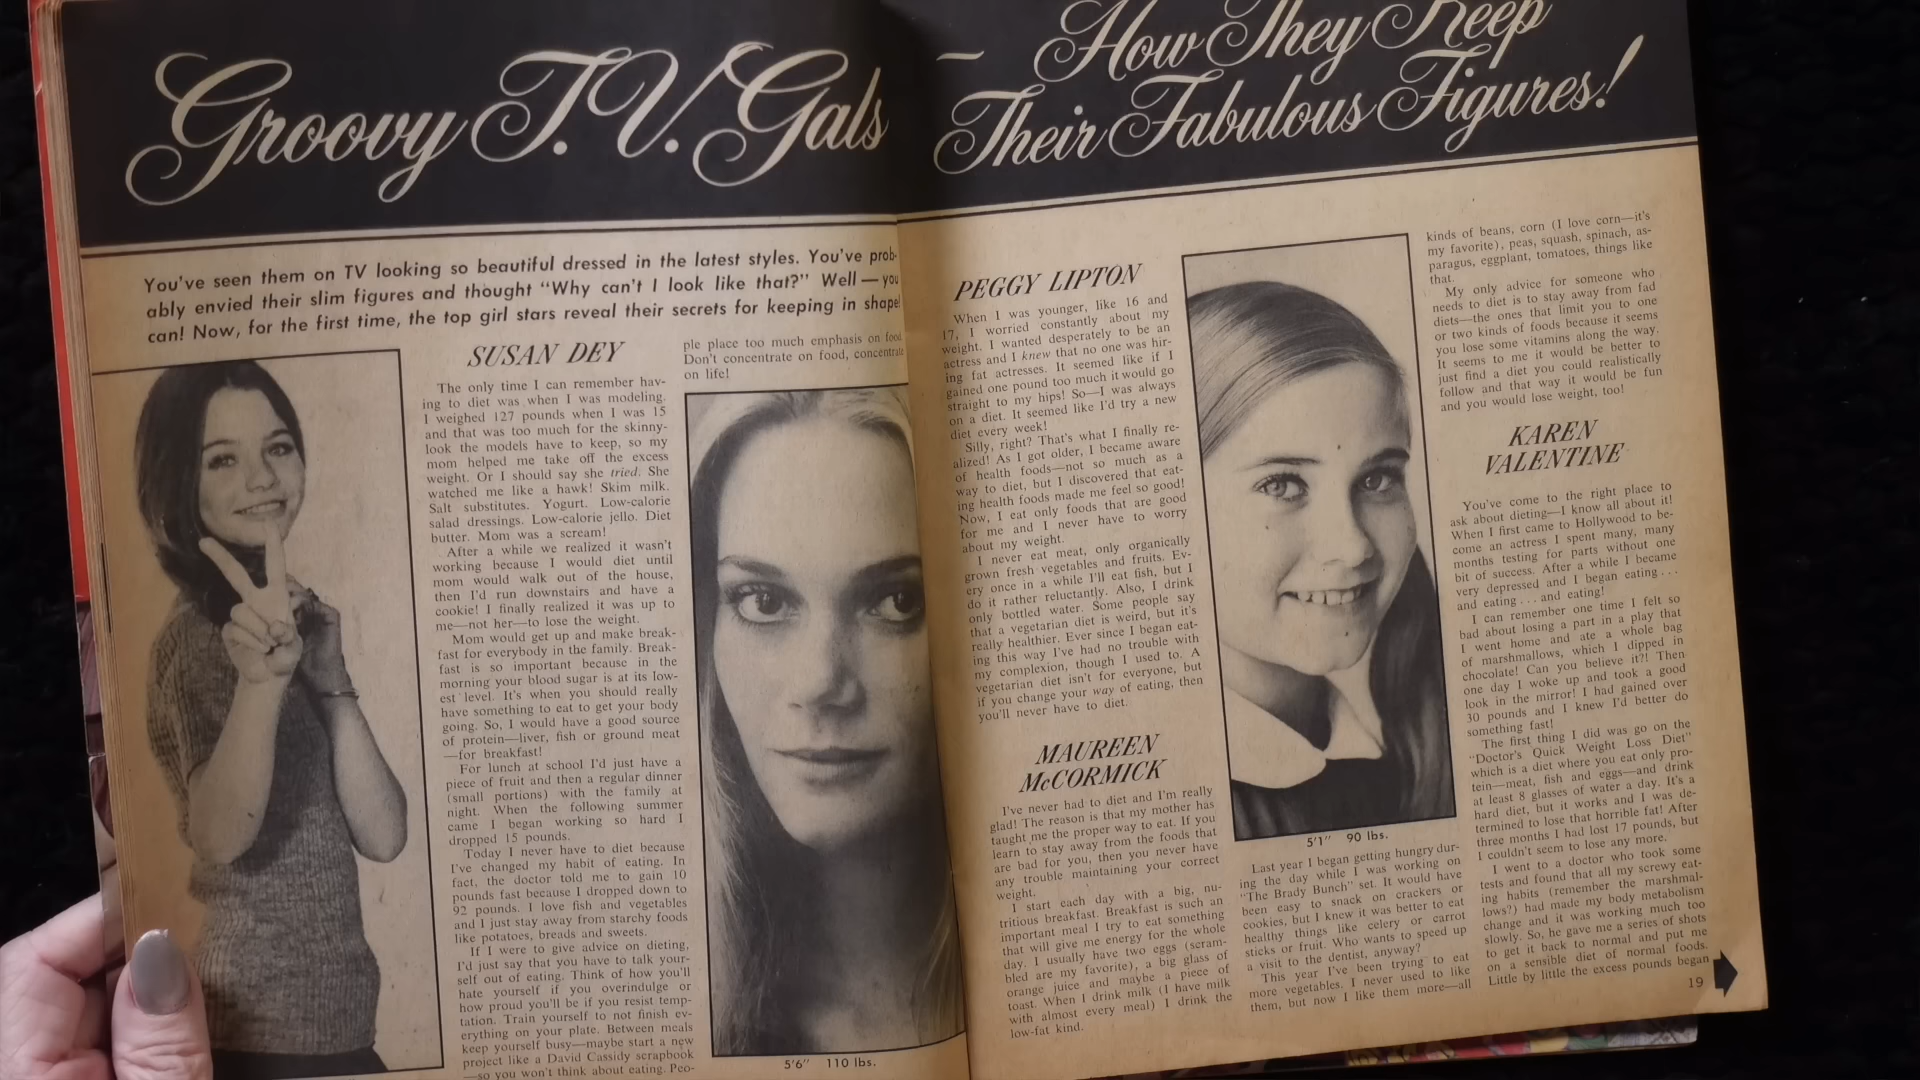 Groovy T.V. Gals — How They Keep
Their Fabulous Figures!
You've seen them on TV looking so beautiful dressed in the latest styles. You've prob-
ably envied their slim figures and thought "Why can't I look like that?" Well — you
can! Now, for the first time, the top girl stars reveal their secrets for keeping in shape!
SUSAN DEY
The only time I can remember hav-
ing to diet was when I was modeling.
I weighed 127 pounds when I was 15
and that was too much for the skinny-
look the models have to keep, so my
mom helped me take off the excess
weight. Or I should say she tried. She
watched me like a hawk! Skim milk.
Salt substitutes. Yogurt. Low-calorie
salad dressings. Low-calorie jello. Diet
butter. Mom was a scream!
After a while we realized it wasn't
working because I would diet until
mom would walk out of the house,
then I'd run downstairs and have a
cookie! I finally realized it was up to
me—not her—to lose the weight.
Mom would get up and make break-
fast for everybody in the family. Break-
fast is so important because in the
morning your blood sugar is at its low-
est level. It's when you should really
have something to eat to get your body
going. So, I would have a good source
of protein—liver, fish or ground meat
—for breakfast!
For lunch at school I'd just have a
piece of fruit and then a regular dinner
(small portions) with the family at
night. When the following summer
came I began working so hard I
dropped 15 pounds.
Today I never have to diet because
I've changed my habit of eating. In
fact, the doctor told me to gain 10
pounds fast because I dropped down to
92 pounds. I love fish and vegetables
and I just stay away from starchy foods
like potatoes, breads and sweets.
If I were to give advice on dieting,
I'd just say that you have to talk your-
self out of eating. Think of how you'll
hate yourself if you overindulge or
how proud you'll be if you resist temp-
tation. Train yourself to not finish ev-
erything on your plate. Between meals
keep yourself busy—maybe start a new
project like a David Cassidy scrapbook
—so you won't think about eating. Peo-
ple place too much emphasis on food.
Don't concentrate on food, concentrate
on life!
5'6" 110 lbs.
PEGGY LIPTON
When I was younger, like 16 and
17, I worried constantly about my
weight. I wanted desperately to be an
actress and I knew that no one was hir-
ing fat actresses. It seemed like if I
gained one pound too much it would go
straight to my hips! So—I was always
on a diet. It seemed like I'd try a new
diet every week!
Silly, right? That's what I finally re-
alized! As I got older, I became aware
of health foods—not so much as a
way to diet, but I discovered that eat-
ing health foods made me feel so good!
Now, I eat only foods that are good
for me and I never have to worry
about my weight.
I never eat meat, only organically
grown fresh vegetables and fruits. Ev-
ery once in a while I'll eat fish, but I
do it rather reluctantly. Also, I drink
only bottled water. Some people say
that a vegetarian diet is weird, but it's
really healthier. Ever since I began eat-
ing this way I've had no trouble with
my complexion, though I used to. A
vegetarian diet isn't for everyone, but
if you change your way of eating, then
you'll never have to diet.
MAUREEN
McCORMICK
I've never had to diet and I'm really
glad! The reason is that my mother has
taught me the proper way to eat. If you
learn to stay away from the foods that
are bad for you, then you never have
any trouble maintaining your correct
weight.
I start each day with a big, nu-
tritious breakfast. Breakfast is such an
important meal I try to eat something
that will give me energy for the whole
day. I usually have two eggs (scram-
bled are my favorite), a big glass of
orange juice and maybe a piece of
toast. When I drink milk (I have milk
with almost every meal) I drink the
low-fat kind.
5'1" 90 lbs.
Last year I began getting hungry dur-
ing the day while I was working on
"The Brady Bunch" set. It would have
been easy to snack on crackers or
cookies, but I knew it was better to eat
healthy things like celery or carrot
sticks or fruit. Who wants to speed up
a visit to the dentist, anyway?
This year I've been trying to eat
more vegetables. I never used to like
them, but now I like them more—all
kinds of beans, corn (I love corn—it's
my favorite), peas, squash, spinach, as-
paragus, eggplant, tomatoes, things like
that.
My only advice for someone who
needs to diet is to stay away from fad
diets—the ones that limit you to one
or two kinds of foods because it seems
you lose some vitamins along the way.
It seems to me it would be better to
just find a diet you could realistically
follow and that way it would be fun
and you would lose weight, too!
KAREN
VALENTINE
You've come to the right place to
ask about dieting—I know all about it!
When I first came to Hollywood to be-
come an actress I spent many, many
months testing for parts without one
bit of success. After a while I became
very depressed and I began eating . . .
and eating . . . and eating!
I can remember one time I felt so
bad about losing a part in a play that
I went home and ate a whole bag
of marshmallows, which I dipped in
chocolate! Can you believe it?! Then
one day I woke up and took a good
look in the mirror! I had gained over
30 pounds and I knew I'd better do
something fast!
The first thing I did was go on the
"Doctor's Quick Weight Loss Diet"
which is a diet where you eat only pro-
tein—meat, fish and eggs—and drink
at least 8 glasses of water a day. It's a
hard diet, but it works and I was de-
termined to lose that horrible fat! After
three months I had lost 17 pounds, but
I couldn't seem to lose any more.
I went to a doctor who took some
tests and found that all my screwy eat-
ing habits (remember the marshmal-
lows?) had made my body metabolism
change and it was working much too
slowly. So, he gave me a series of shots
to get it back to normal and put me
on a sensible diet of normal foods.
Little by little the excess pounds began
19